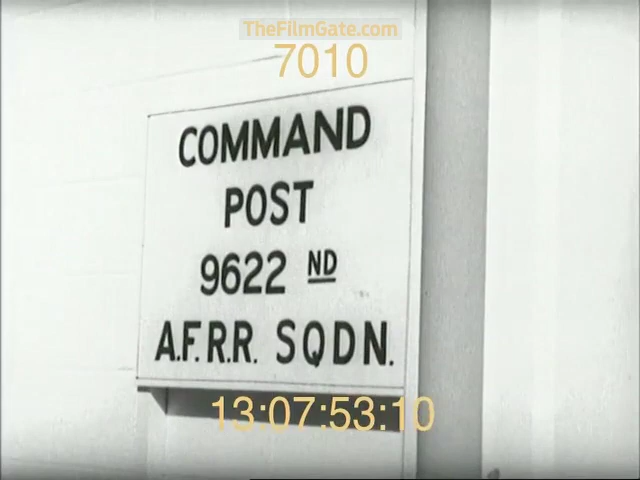 TheFilmGate.com
7010
COMMAND
POST
9622 ND
A.F.R.R. SQDN.
13:07:53:10